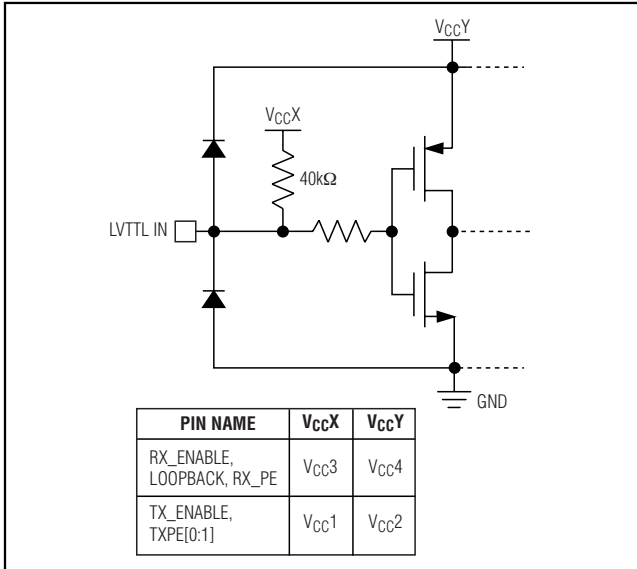 VCCY
VCCX
40kΩ
LVTTL IN
GND
PIN NAME VCCX VCCY
RX_ENABLE,
LOOPBACK, RX_PE VCC3 VCC4
TX_ENABLE,
TXPE[0:1] VCC1 VCC2